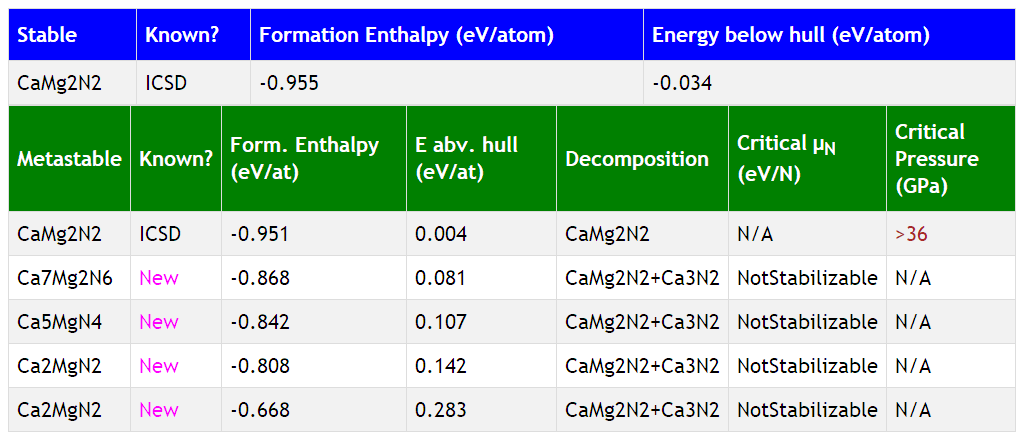 Stable Known? Formation Enthalpy (eV/atom) Energy below hull (eV/atom)
CaMg2N2 ICSD -0.955 -0.034
Metastable Known? Form. Enthalpy (eV/at) E abv. hull (eV/at) Decomposition Critical μN (eV/N) Critical Pressure (GPa)
CaMg2N2 ICSD -0.951 0.004 CaMg2N2 N/A >36
Ca7Mg2N6 New -0.868 0.081 CaMg2N2+Ca3N2 NotStabilizable N/A
Ca5MgN4 New -0.842 0.107 CaMg2N2+Ca3N2 NotStabilizable N/A
Ca2MgN2 New -0.808 0.142 CaMg2N2+Ca3N2 NotStabilizable N/A
Ca2MgN2 New -0.668 0.283 CaMg2N2+Ca3N2 NotStabilizable N/A